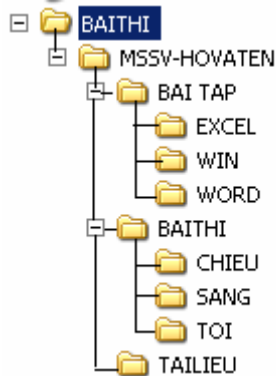 BAITHI
MSSV-HOVATEN
BAI TAP
EXCEL
WIN
WORD
BAITHI
CHIEU
SANG
TOI
TAILIEU